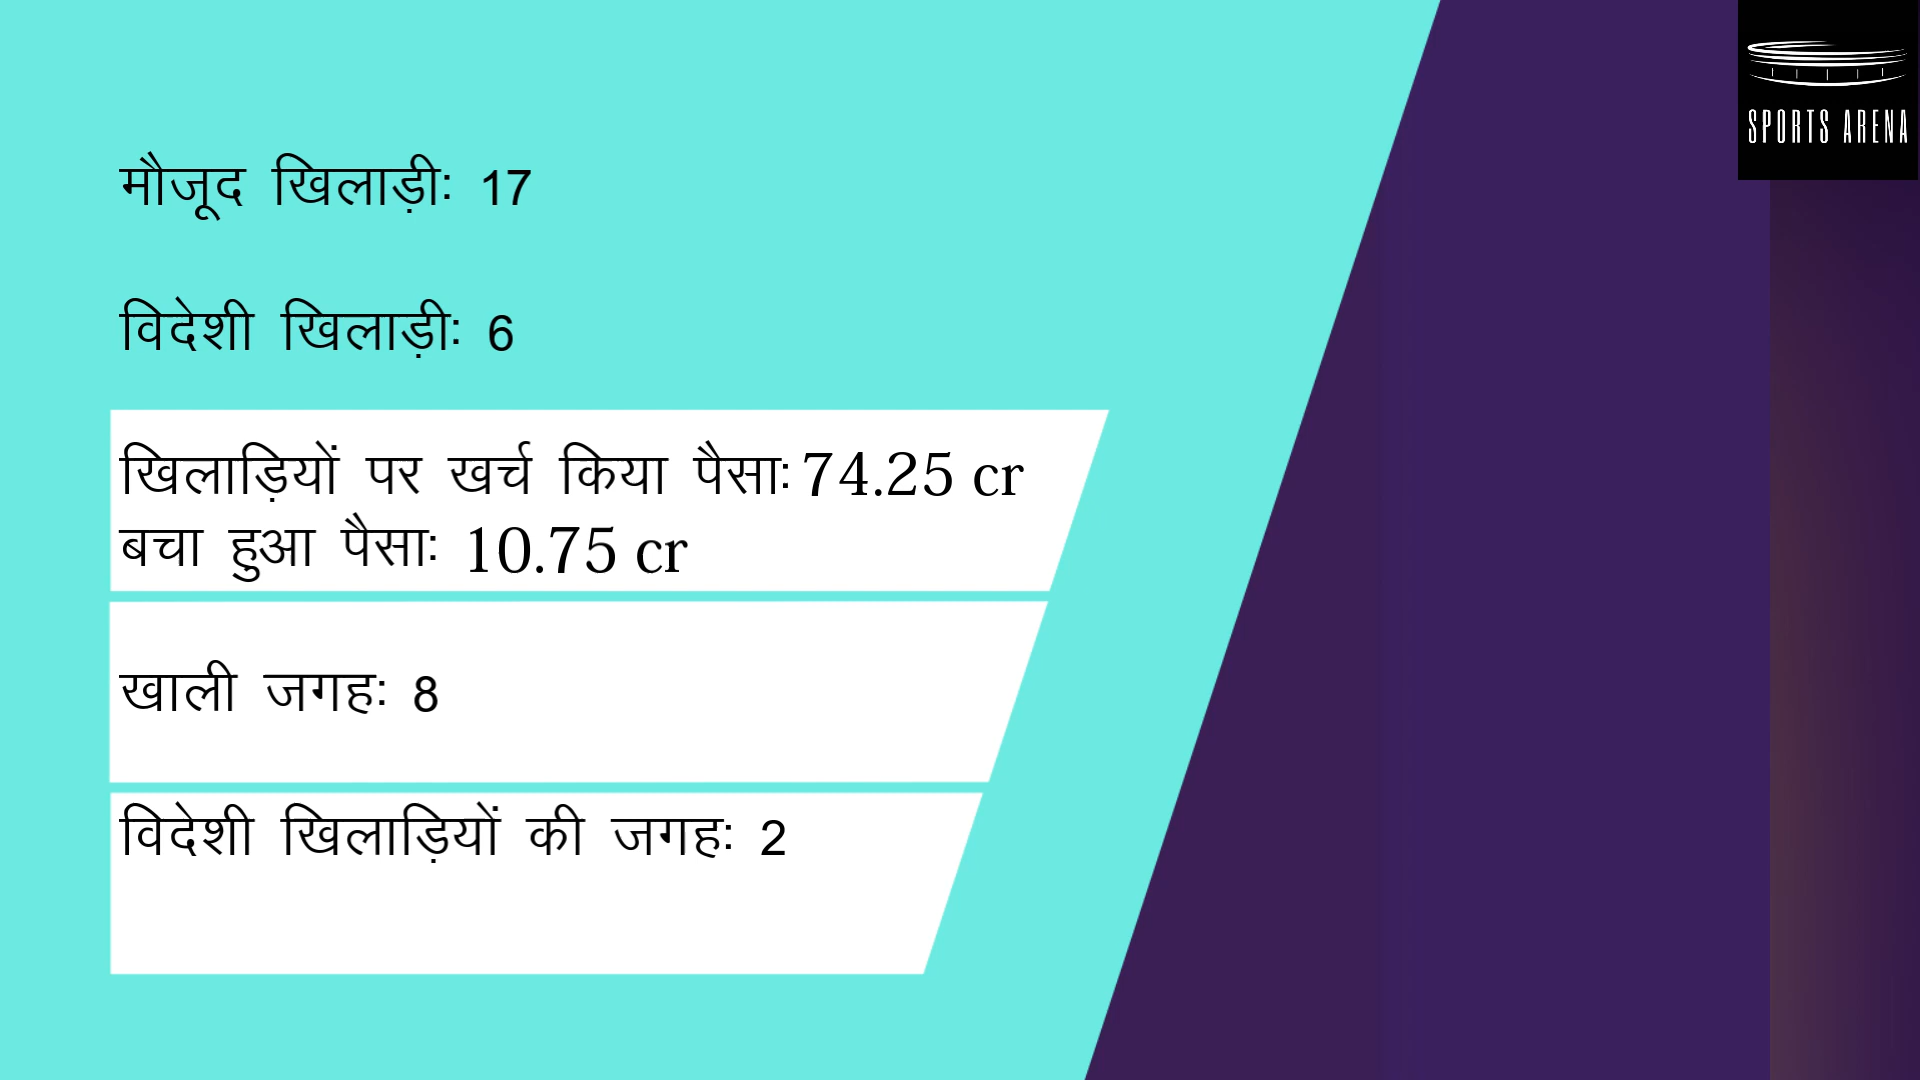 SPORTS ARENA
मौजूद खिलाड़ीः 17
विदेशी खिलाड़ीः 6
खिलाड़ियों पर खर्च किया पैसाः 74.25 cr
बचा हुआ पैसाः 10.75 cr
खाली जगहः 8
विदेशी खिलाड़ियों की जगहः 2